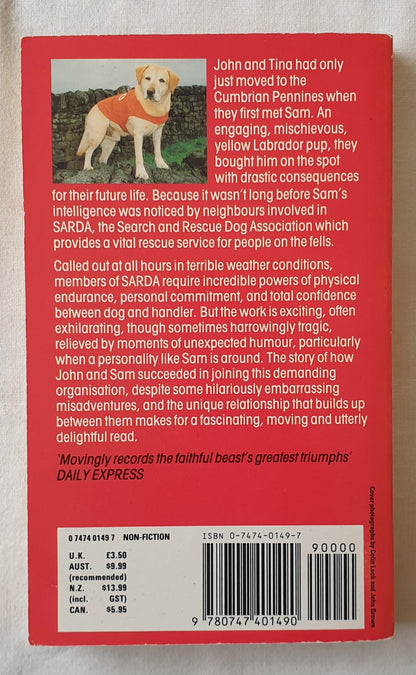 John and Tina had only
just moved to the
Cumbrian Pennines when
they first met Sam. An
engaging, mischievous,
yellow Labrador pup, they
bought him on the spot
with drastic consequences
for their future life. Because it wasn't long before Sam's
intelligence was noticed by neighbours involved in
SARDA, the Search and Rescue Dog Association which
provides a vital rescue service for people on the fells.
Called out at all hours in terrible weather conditions,
members of SARDA require incredible powers of physical
endurance, personal commitment, and total confidence
between dog and handler. But the work is exciting, often
exhilarating, though sometimes harrowingly tragic,
relieved by moments of unexpected humour, particularly
when a personality like Sam is around. The story of how
John and Sam succeeded in joining this demanding
organisation, despite some hilariously embarrassing
misadventures, and the unique relationship that builds up
between them makes for a fascinating, moving and utterly
delightful read.
'Movingly records the faithful beast's greatest triumphs'
DAILY EXPRESS
Cover photographs by Colin Lock and John Brown
0 7474 0149 7 NON-FICTION
U.K. £3.50
AUST. $9.99
(recommended)
N.Z. $13.99
(incl. GST)
CAN. $5.95
ISBN 0-7474-0149-7
90000
9 780747 401490